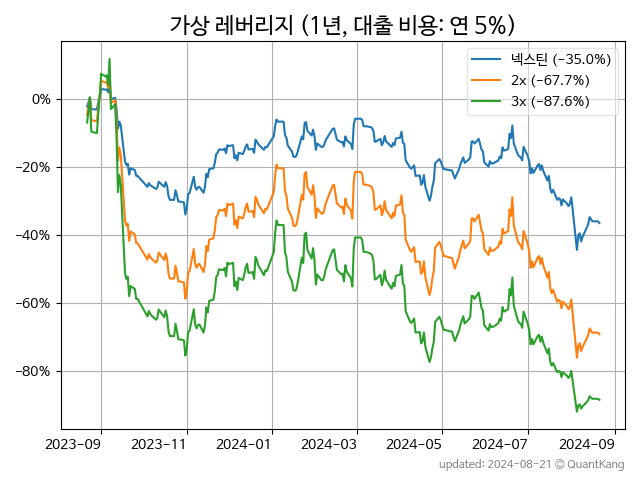 가상 레버리지 (1년, 대출 비용: 연 5%)
넥스틴 (−35.0%)
2x (−67.7%)
3x (−87.6%)
0%
−20%
−40%
−60%
−80%
2023-09 2023-11 2024-01 2024-03 2024-05 2024-07 2024-09
updated: 2024-08-21 © QuantKang